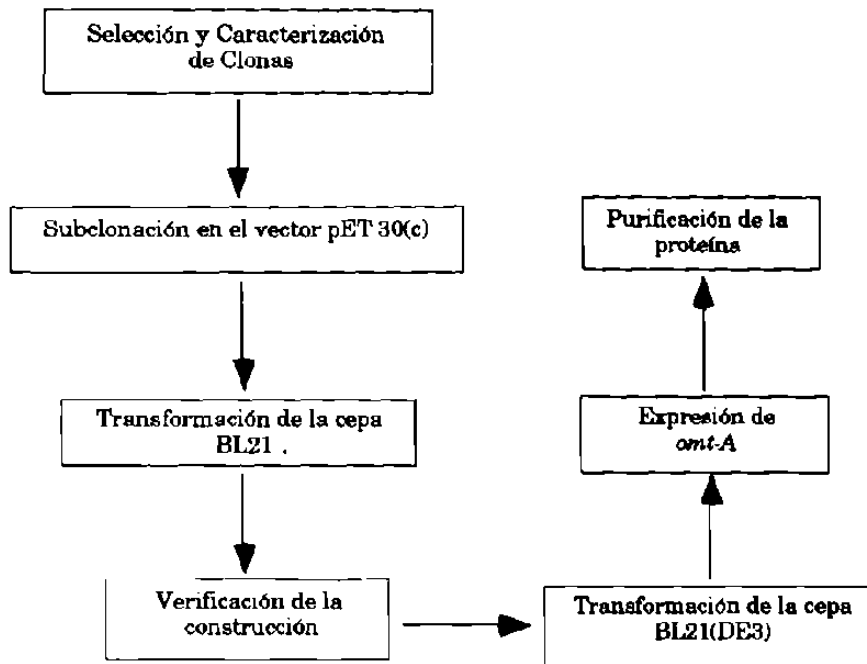 Selección y Caracterización
de Clonas
Subclonación en el vector pET 30(c)
Transformación de la cepa
BL21 .
Verificación de la
construcción
Transformación de la cepa
BL21(DE3)
Expresión de
omt-A
Purificación de la
proteína